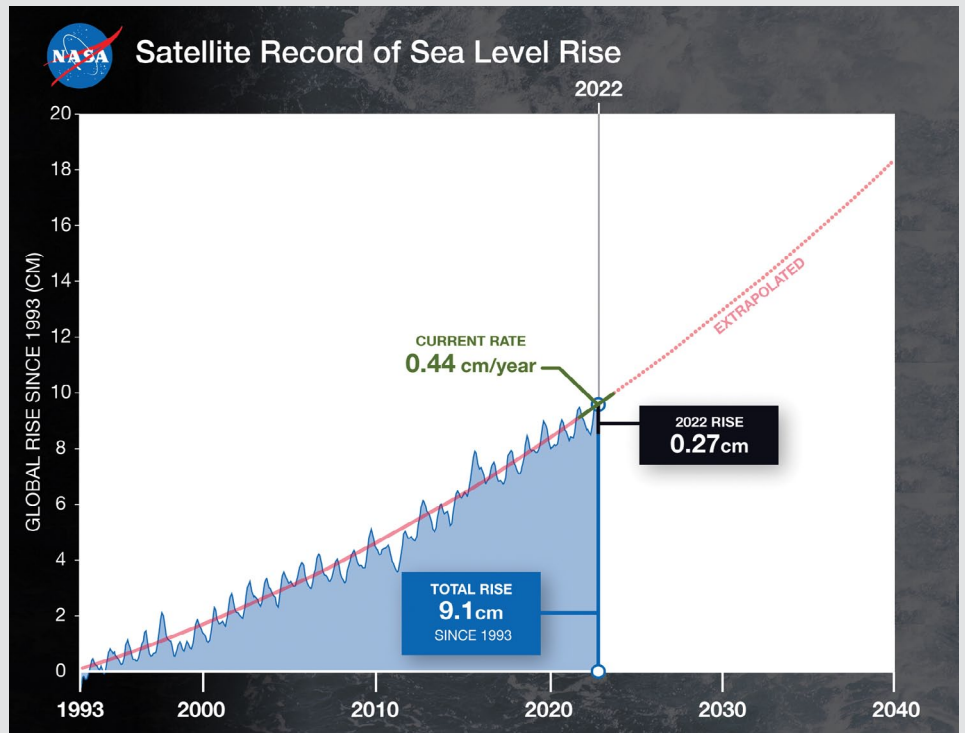 NASA
Satellite Record of Sea Level Rise
2022
20
18
16
14
12
10
8
6
4
2
0
GLOBAL RISE SINCE 1993 (CM)
CURRENT RATE
0.44 cm/year
EXTRAPOLATED
2022 RISE
0.27cm
TOTAL RISE
9.1cm
SINCE 1993
1993 2000 2010 2020 2030 2040